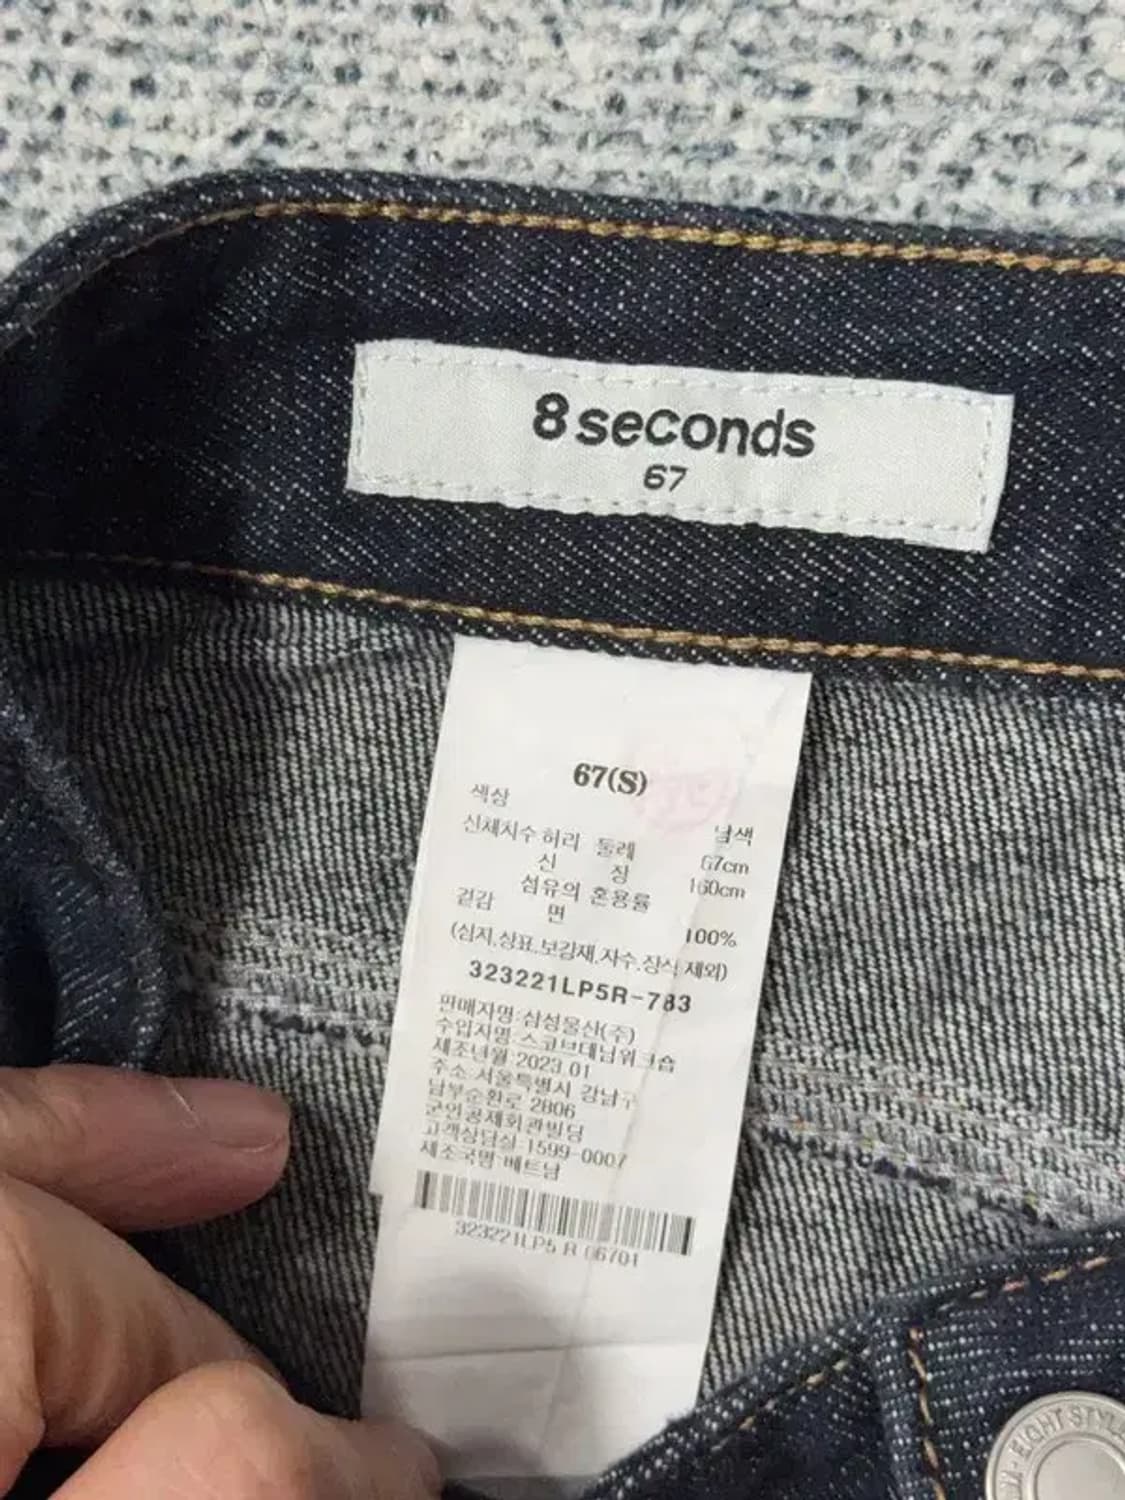 8 seconds
67
67(S)
색상 남색
신체치수 허리 둘레 67cm
신 장 160cm
섬유의 혼용률
겉감 면 100%
(심지,상표,보강재,자수,장식 제외)
323221LP5R-783
판매자명:삼성물산(주)
수입자명:스코브데님워크숍
제조년월:2023.01
주소:서울특별시 강남구
남부순환로 2806
군인공제회관빌딩
고객상담실:1599-0007
제조국명:베트남
323221LP5 R 06701
EIGHT STYL